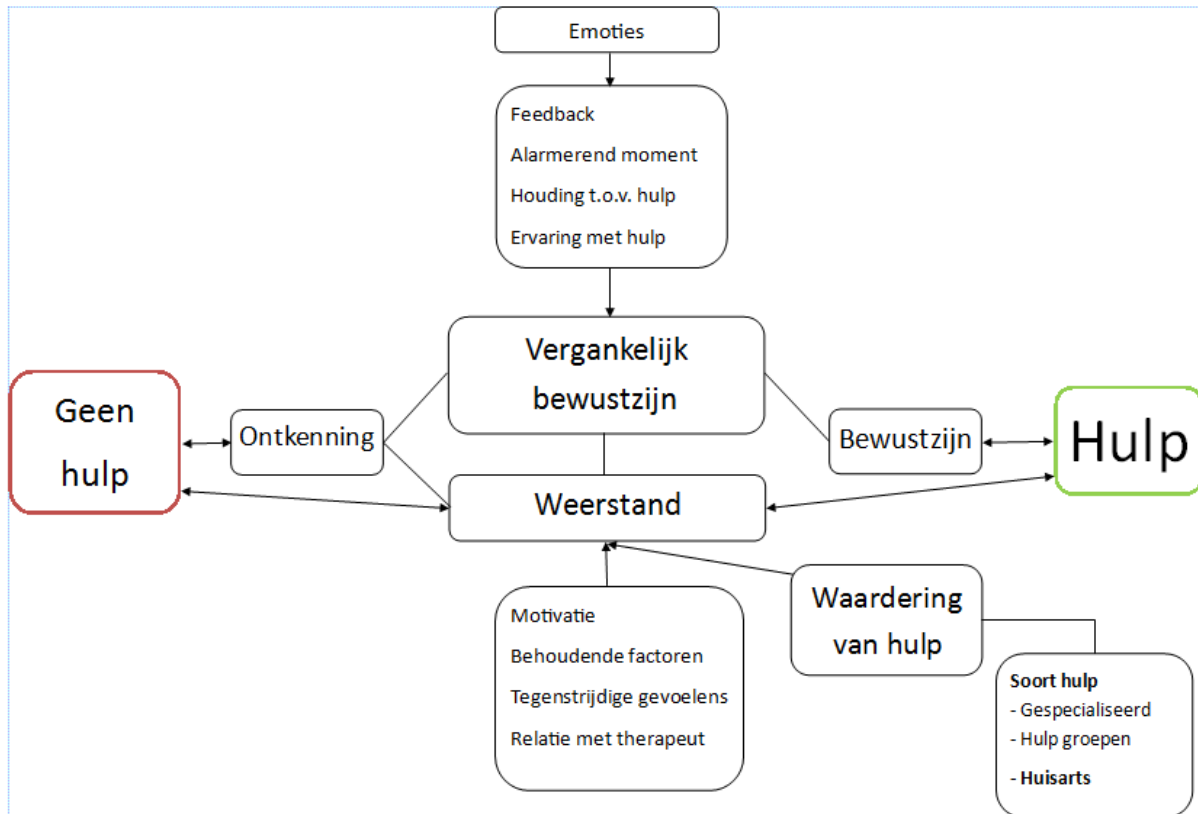 Emoties
Feedback
Alarmerend moment
Houding t.o.v. hulp
Ervaring met hulp
Vergankelijk
bewustzijn
Geen
hulp
Ontkenning
Bewustzijn
Hulp
Weerstand
Motivatie
Behoudende factoren
Tegenstrijdige gevoelens
Relatie met therapeut
Waardering
van hulp
Soort hulp
- Gespecialiseerd
- Hulp groepen
- Huisarts